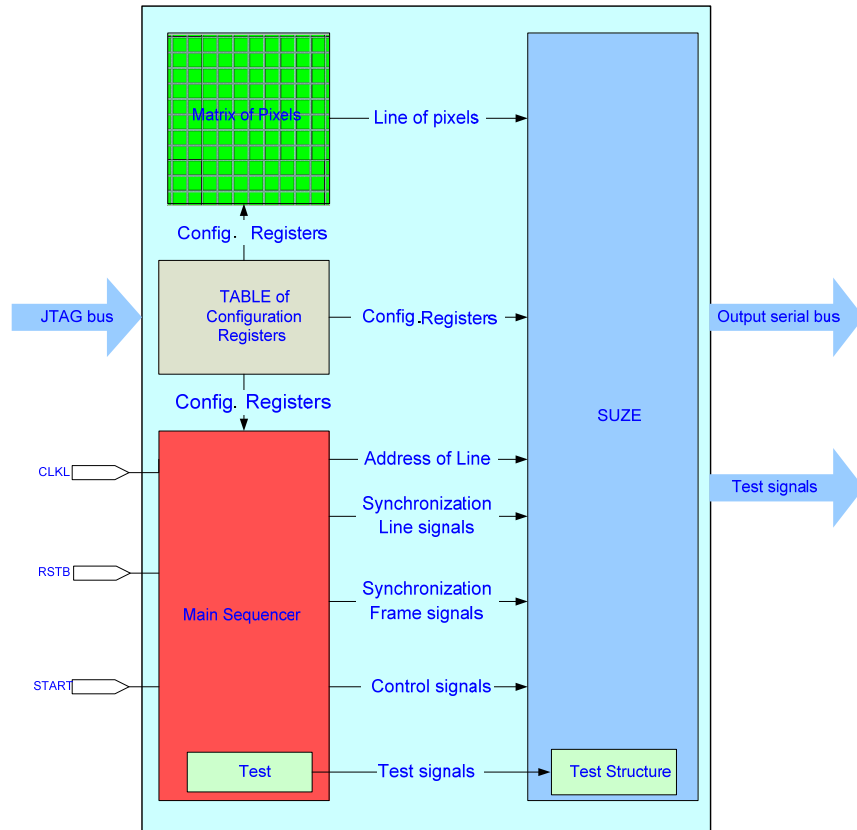 Matrix of Pixels
Line of pixels
Config. Registers
JTAG bus
TABLE of
Configuration
Registers
Config.Registers
Output serial bus
Config. Registers
SUZE
CLKL
Address of Line
Test signals
Synchronization
Line signals
RSTB
Main Sequencer
Synchronization
Frame signals
START
Control signals
Test
Test signals
Test Structure